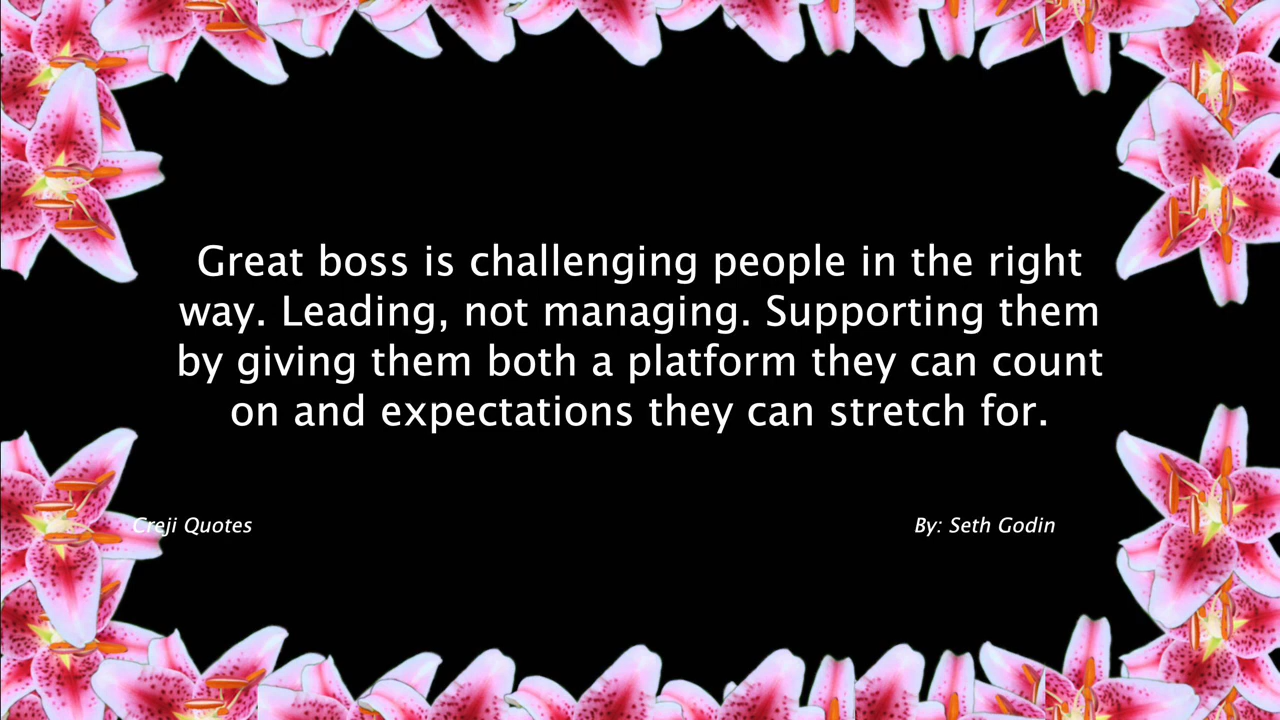 Great boss is challenging people in the right
way. Leading, not managing. Supporting them
by giving them both a platform they can count
on and expectations they can stretch for.
Creji Quotes
By: Seth Godin